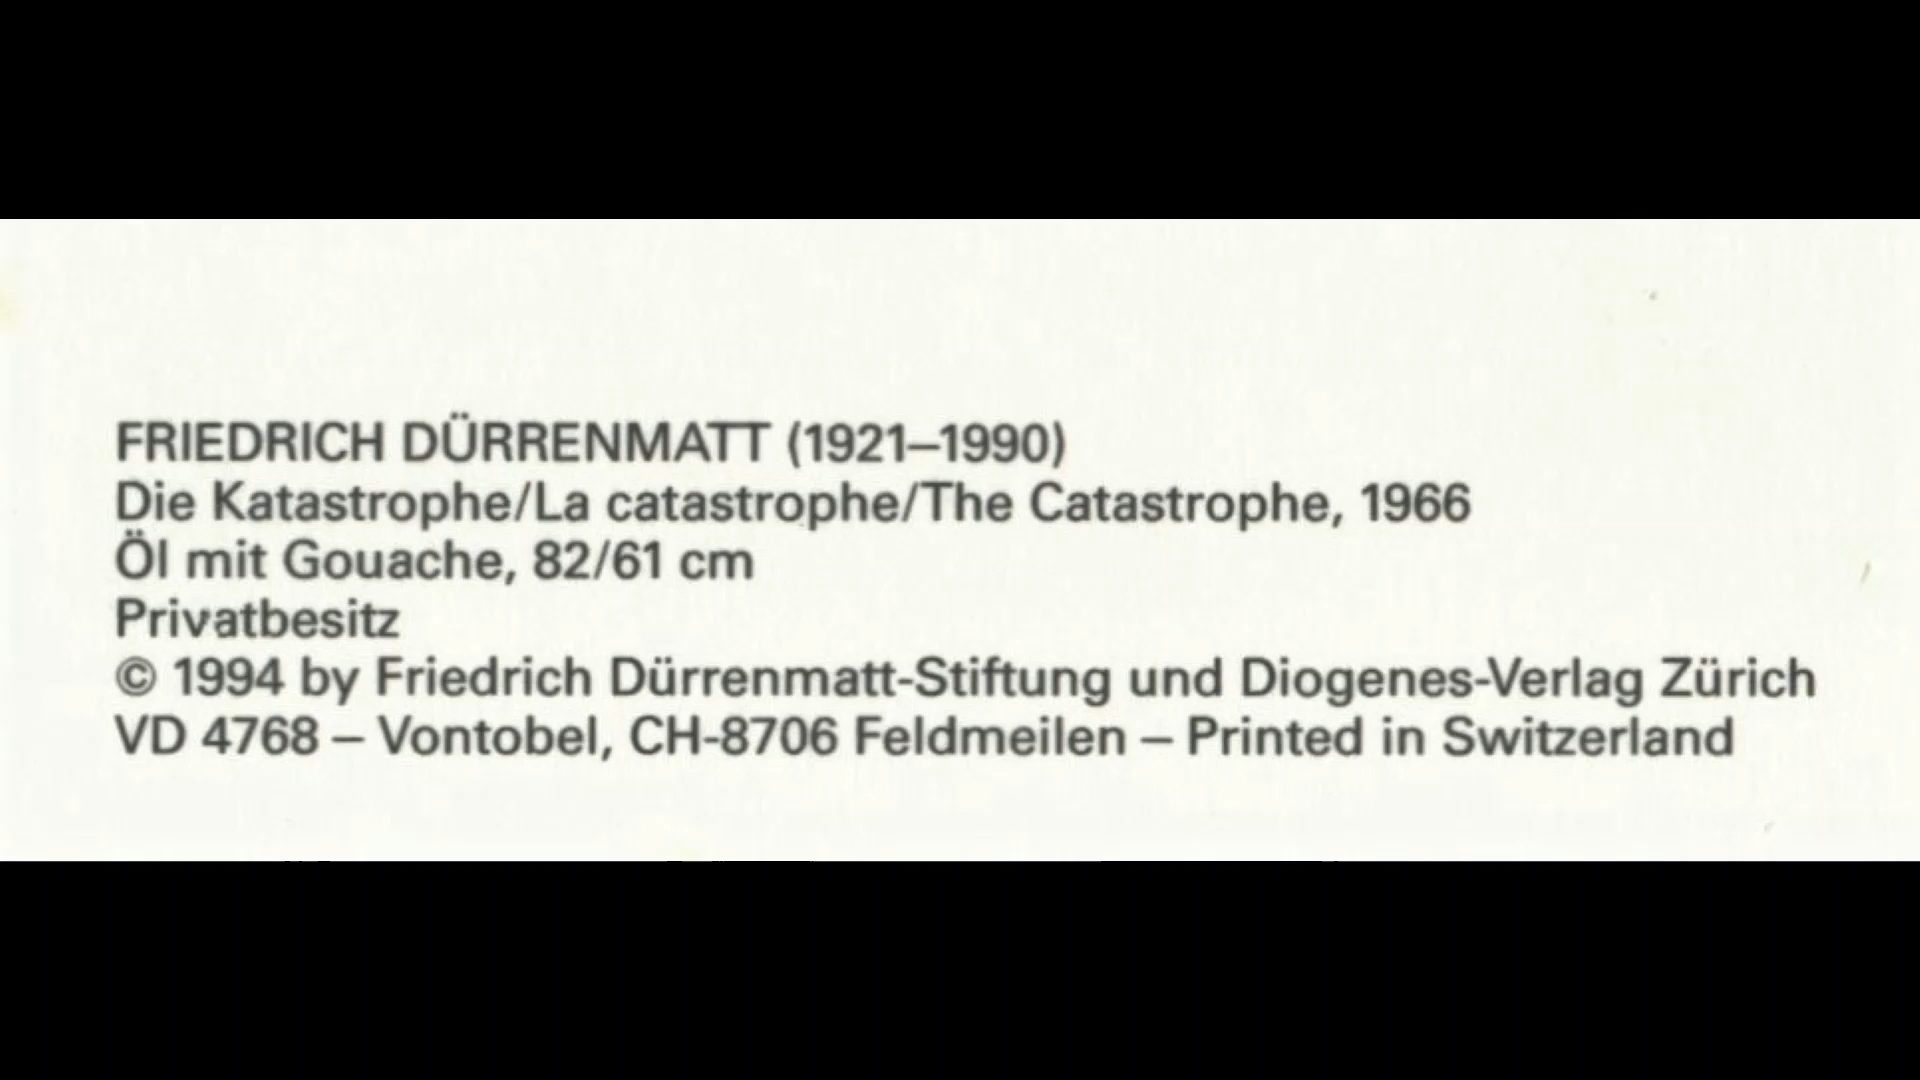 FRIEDRICH DÜRRENMATT (1921–1990)
Die Katastrophe/La catastrophe/The Catastrophe, 1966
Öl mit Gouache, 82/61 cm
Privatbesitz
© 1994 by Friedrich Dürrenmatt-Stiftung und Diogenes-Verlag Zürich
VD 4768 – Vontobel, CH-8706 Feldmeilen – Printed in Switzerland